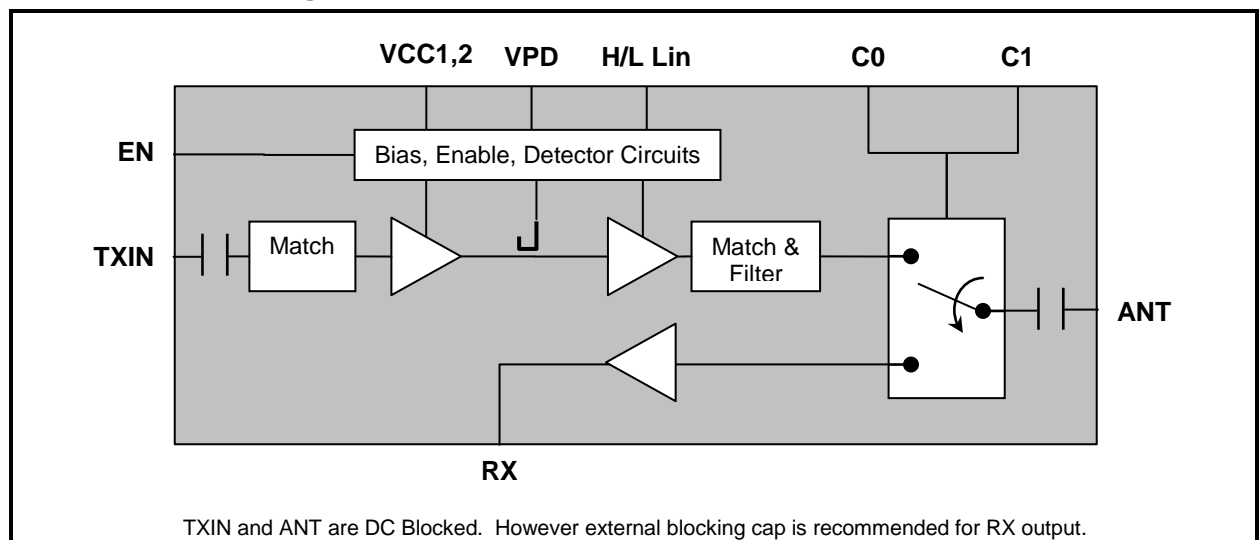 VCC1,2 VPD H/L Lin C0 C1
EN
Bias, Enable, Detector Circuits
TXIN
Match
Match &
Filter
ANT
RX
TXIN and ANT are DC Blocked. However external blocking cap is recommended for RX output.